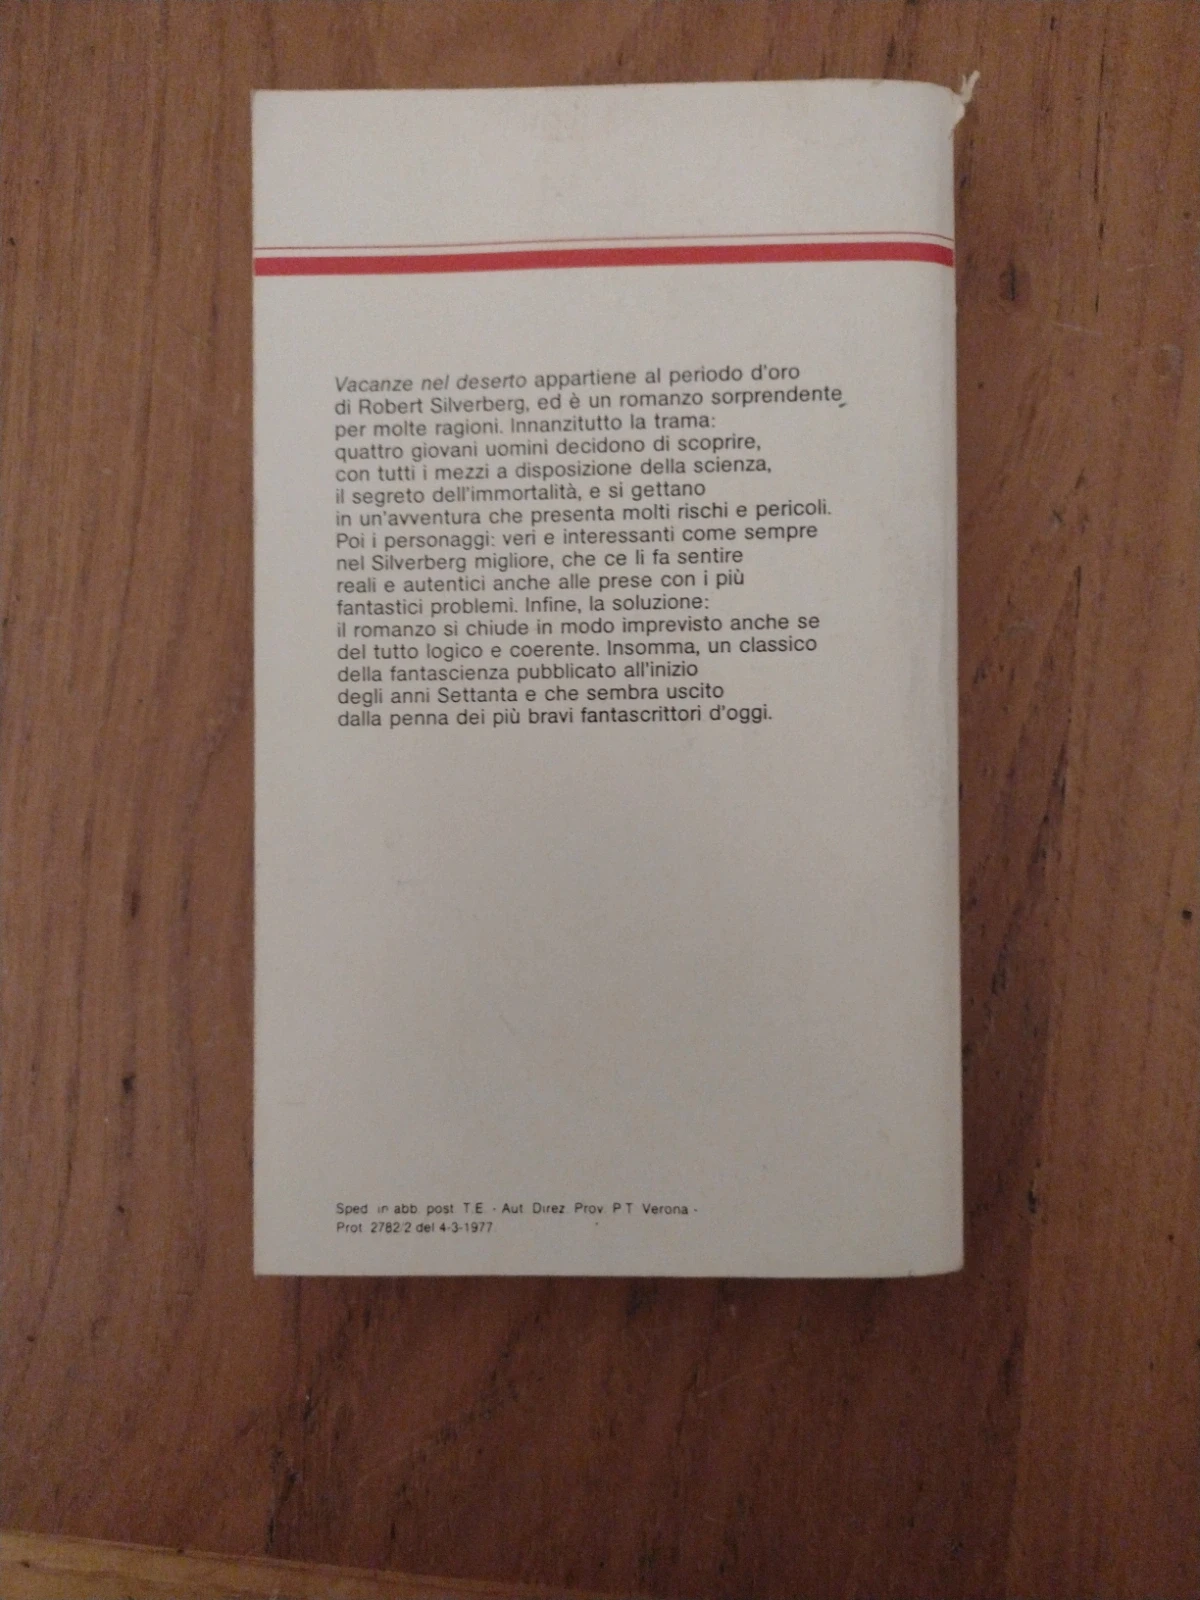 Vacanze nel deserto appartiene al periodo d'oro
di Robert Silverberg, ed è un romanzo sorprendente
per molte ragioni. Innanzitutto la trama:
quattro giovani uomini decidono di scoprire,
con tutti i mezzi a disposizione della scienza,
il segreto dell'immortalità, e si gettano
in un'avventura che presenta molti rischi e pericoli.
Poi i personaggi: veri e interessanti come sempre
nel Silverberg migliore, che ce li fa sentire
reali e autentici anche alle prese con i più
fantastici problemi. Infine, la soluzione:
il romanzo si chiude in modo imprevisto anche se
del tutto logico e coerente. Insomma, un classico
della fantascienza pubblicato all'inizio
degli anni Settanta e che sembra uscito
dalla penna dei più bravi fantascrittori d'oggi.
Sped. in abb. post. T.E. - Aut. Direz. Prov. P.T. Verona -
Prot. 2782/2 del 4-3-1977